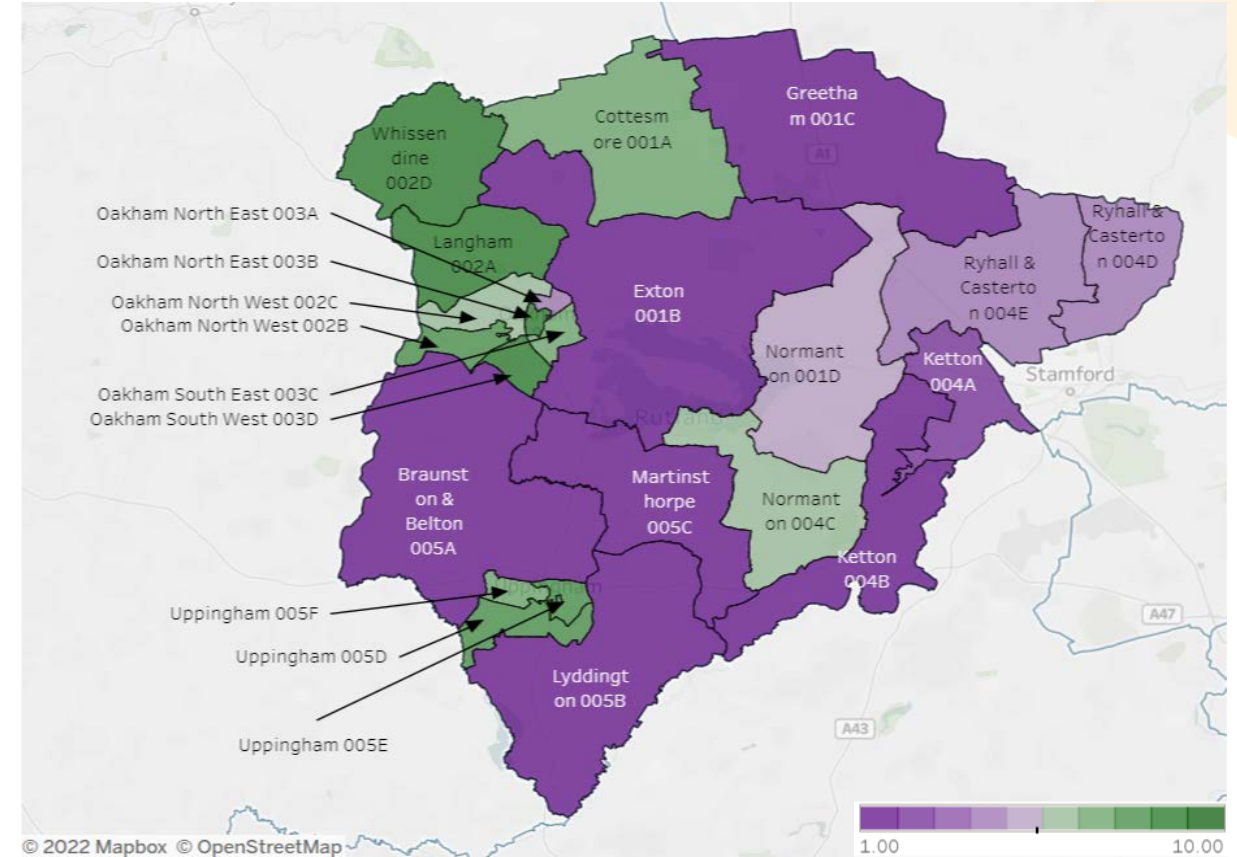 Greetha
m 001C
Cottesm
ore 001A
A1
Whissen
dine
002D
Oakham North East 003A
Ryhall &
Casterto
n 004D
Langham
002A
Oakham North East 003B
Ryhall &
Casterto
n 004E
Exton
001B
Oakham North West 002C
Oakham North West 002B
Normant
on 001D
Ketton
004A
Stamford
Oakham South East 003C
Oakham South West 003D
Rutland
Braunst
on &
Belton
005A
Martinst
horpe
005C
Normant
on 004C
Ketton
004B
Uppingham
Uppingham 005F
A47
Uppingham 005D
Lyddingt
on 005B
A43
Uppingham 005E
© 2022 Mapbox © OpenStreetMap
1.00
10.00